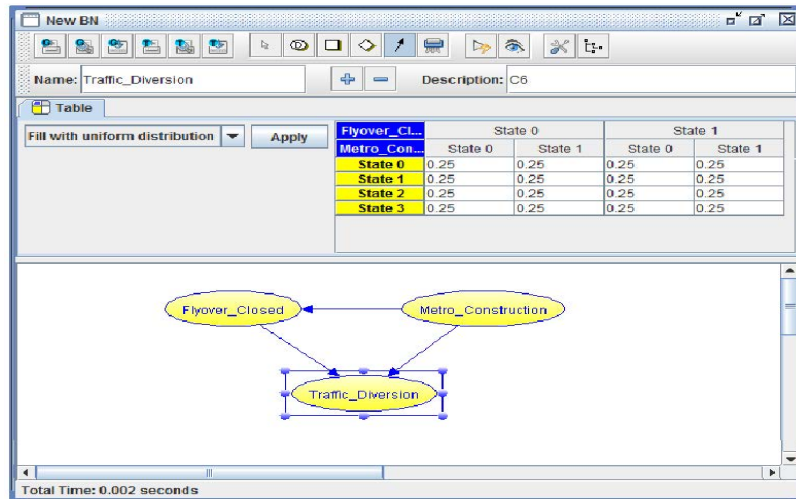 New BN
Name: Traffic_Diversion Description: C6
Table
Fill with uniform distribution Apply
Flyover_Cl... State 0 State 1
Metro_Con... State 0 State 1 State 0 State 1
State 0 0.25 0.25 0.25 0.25
State 1 0.25 0.25 0.25 0.25
State 2 0.25 0.25 0.25 0.25
State 3 0.25 0.25 0.25 0.25
Flyover_Closed Metro_Construction
Traffic_Diversion
Total Time: 0.002 seconds